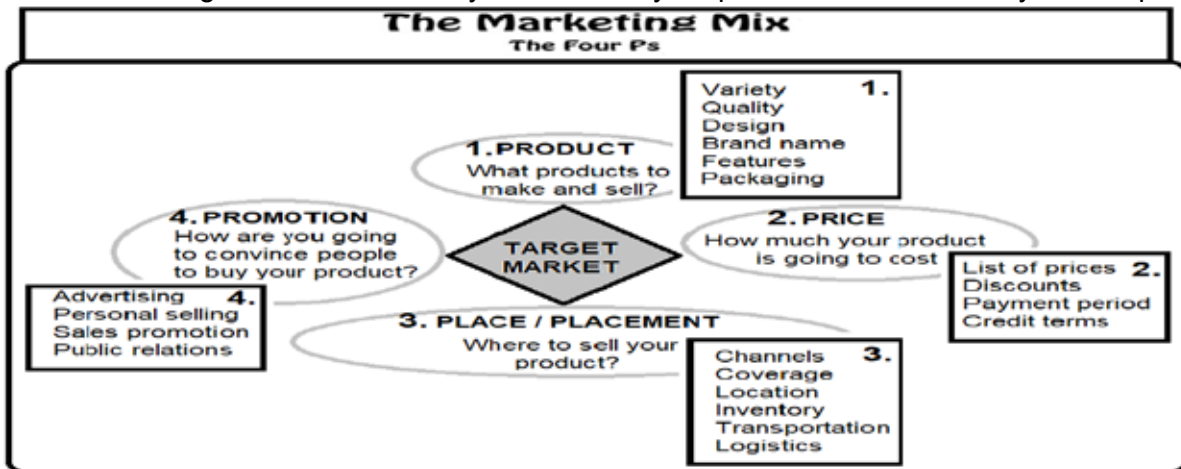 The Marketing Mix
The Four Ps
1. PRODUCT
What products to
make and sell?
Variety 1.
Quality
Design
Brand name
Features
Packaging
4. PROMOTION
How are you going
to convince people
to buy your product?
TARGET
MARKET
2. PRICE
How much your product
is going to cost
Advertising 4.
Personal selling
Sales promotion
Public relations
List of prices 2.
Discounts
Payment period
Credit terms
3. PLACE / PLACEMENT
Where to sell your
product?
Channels 3.
Coverage
Location
Inventory
Transportation
Logistics